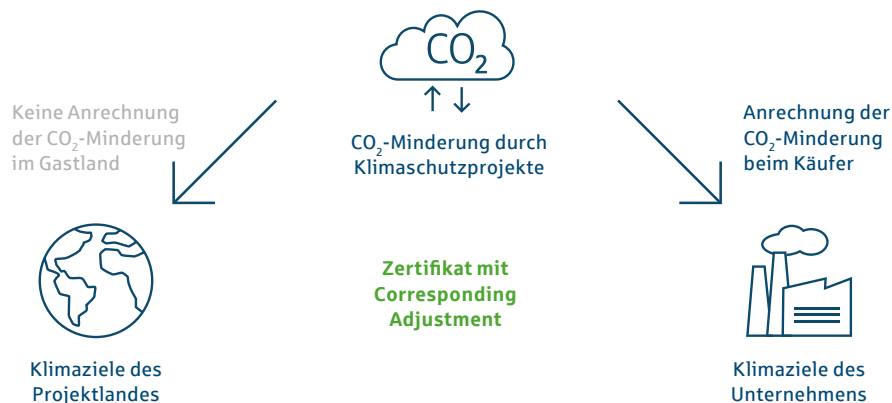 CO₂
Keine Anrechnung
der CO₂-Minderung
im Gastland
CO₂-Minderung durch
Klimaschutzprojekte
Anrechnung der
CO₂-Minderung
beim Käufer
Zertifikat mit
Corresponding
Adjustment
Klimaziele des
Projektlandes
Klimaziele des
Unternehmens